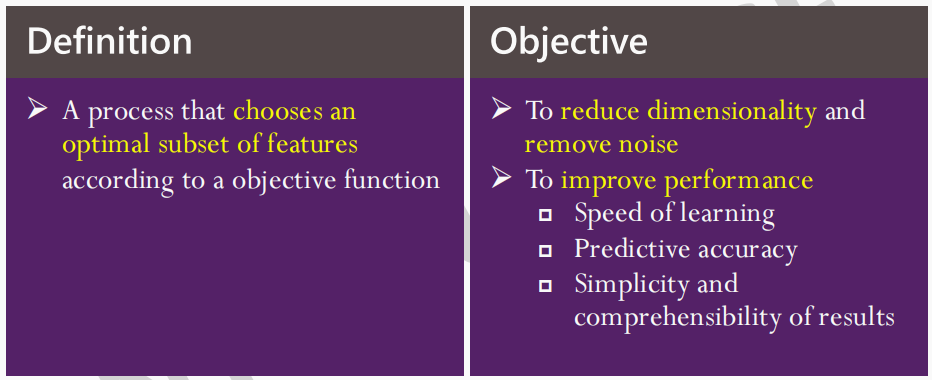 Definition
➢ A process that chooses an
optimal subset of features
according to a objective function
Objective
➢ To reduce dimensionality and
remove noise
➢ To improve performance
◻ Speed of learning
◻ Predictive accuracy
◻ Simplicity and
comprehensibility of results